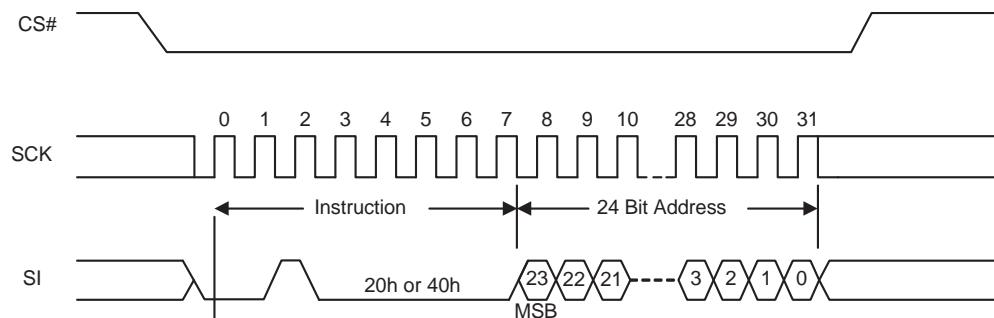 CS#
0 1 2 3 4 5 6 7 8 9 10 28 29 30 31
SCK
Instruction 24 Bit Address
SI 20h or 40h 23 22 21 3 2 1 0
MSB